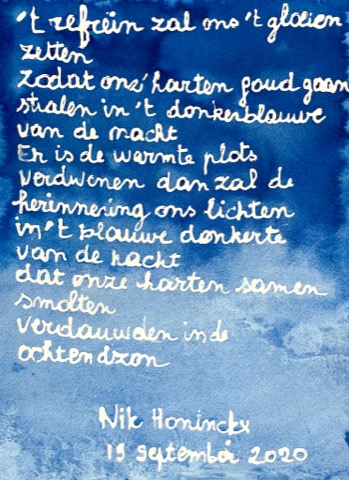 't refrein zal ons 't gloeien
zetten
zodat onz' harten goud gaan
stralen in 't donkerblauwe
van de nacht
En is de warmte plots
verdwenen dan zal de
herinnering ons lichten
in 't blauwe donkerte
van de nacht
dat onze harten samen
smolten
verdauwden in de
ochtendzon
Nik Honinckx
19 september 2020